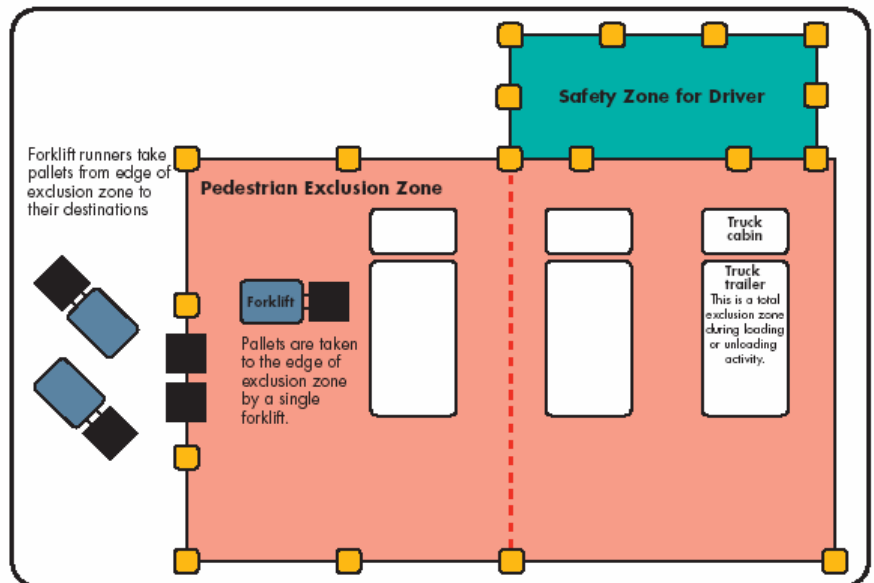 Safety Zone for Driver
Forklift runners take
pallets from edge of
exclusion zone to
their destinations
Pedestrian Exclusion Zone
Truck
cabin
Truck
trailer
This is a total
exclusion zone
during loading
or unloading
activity.
Forklift
Pallets are taken
to the edge of
exclusion zone
by a single
forklift.